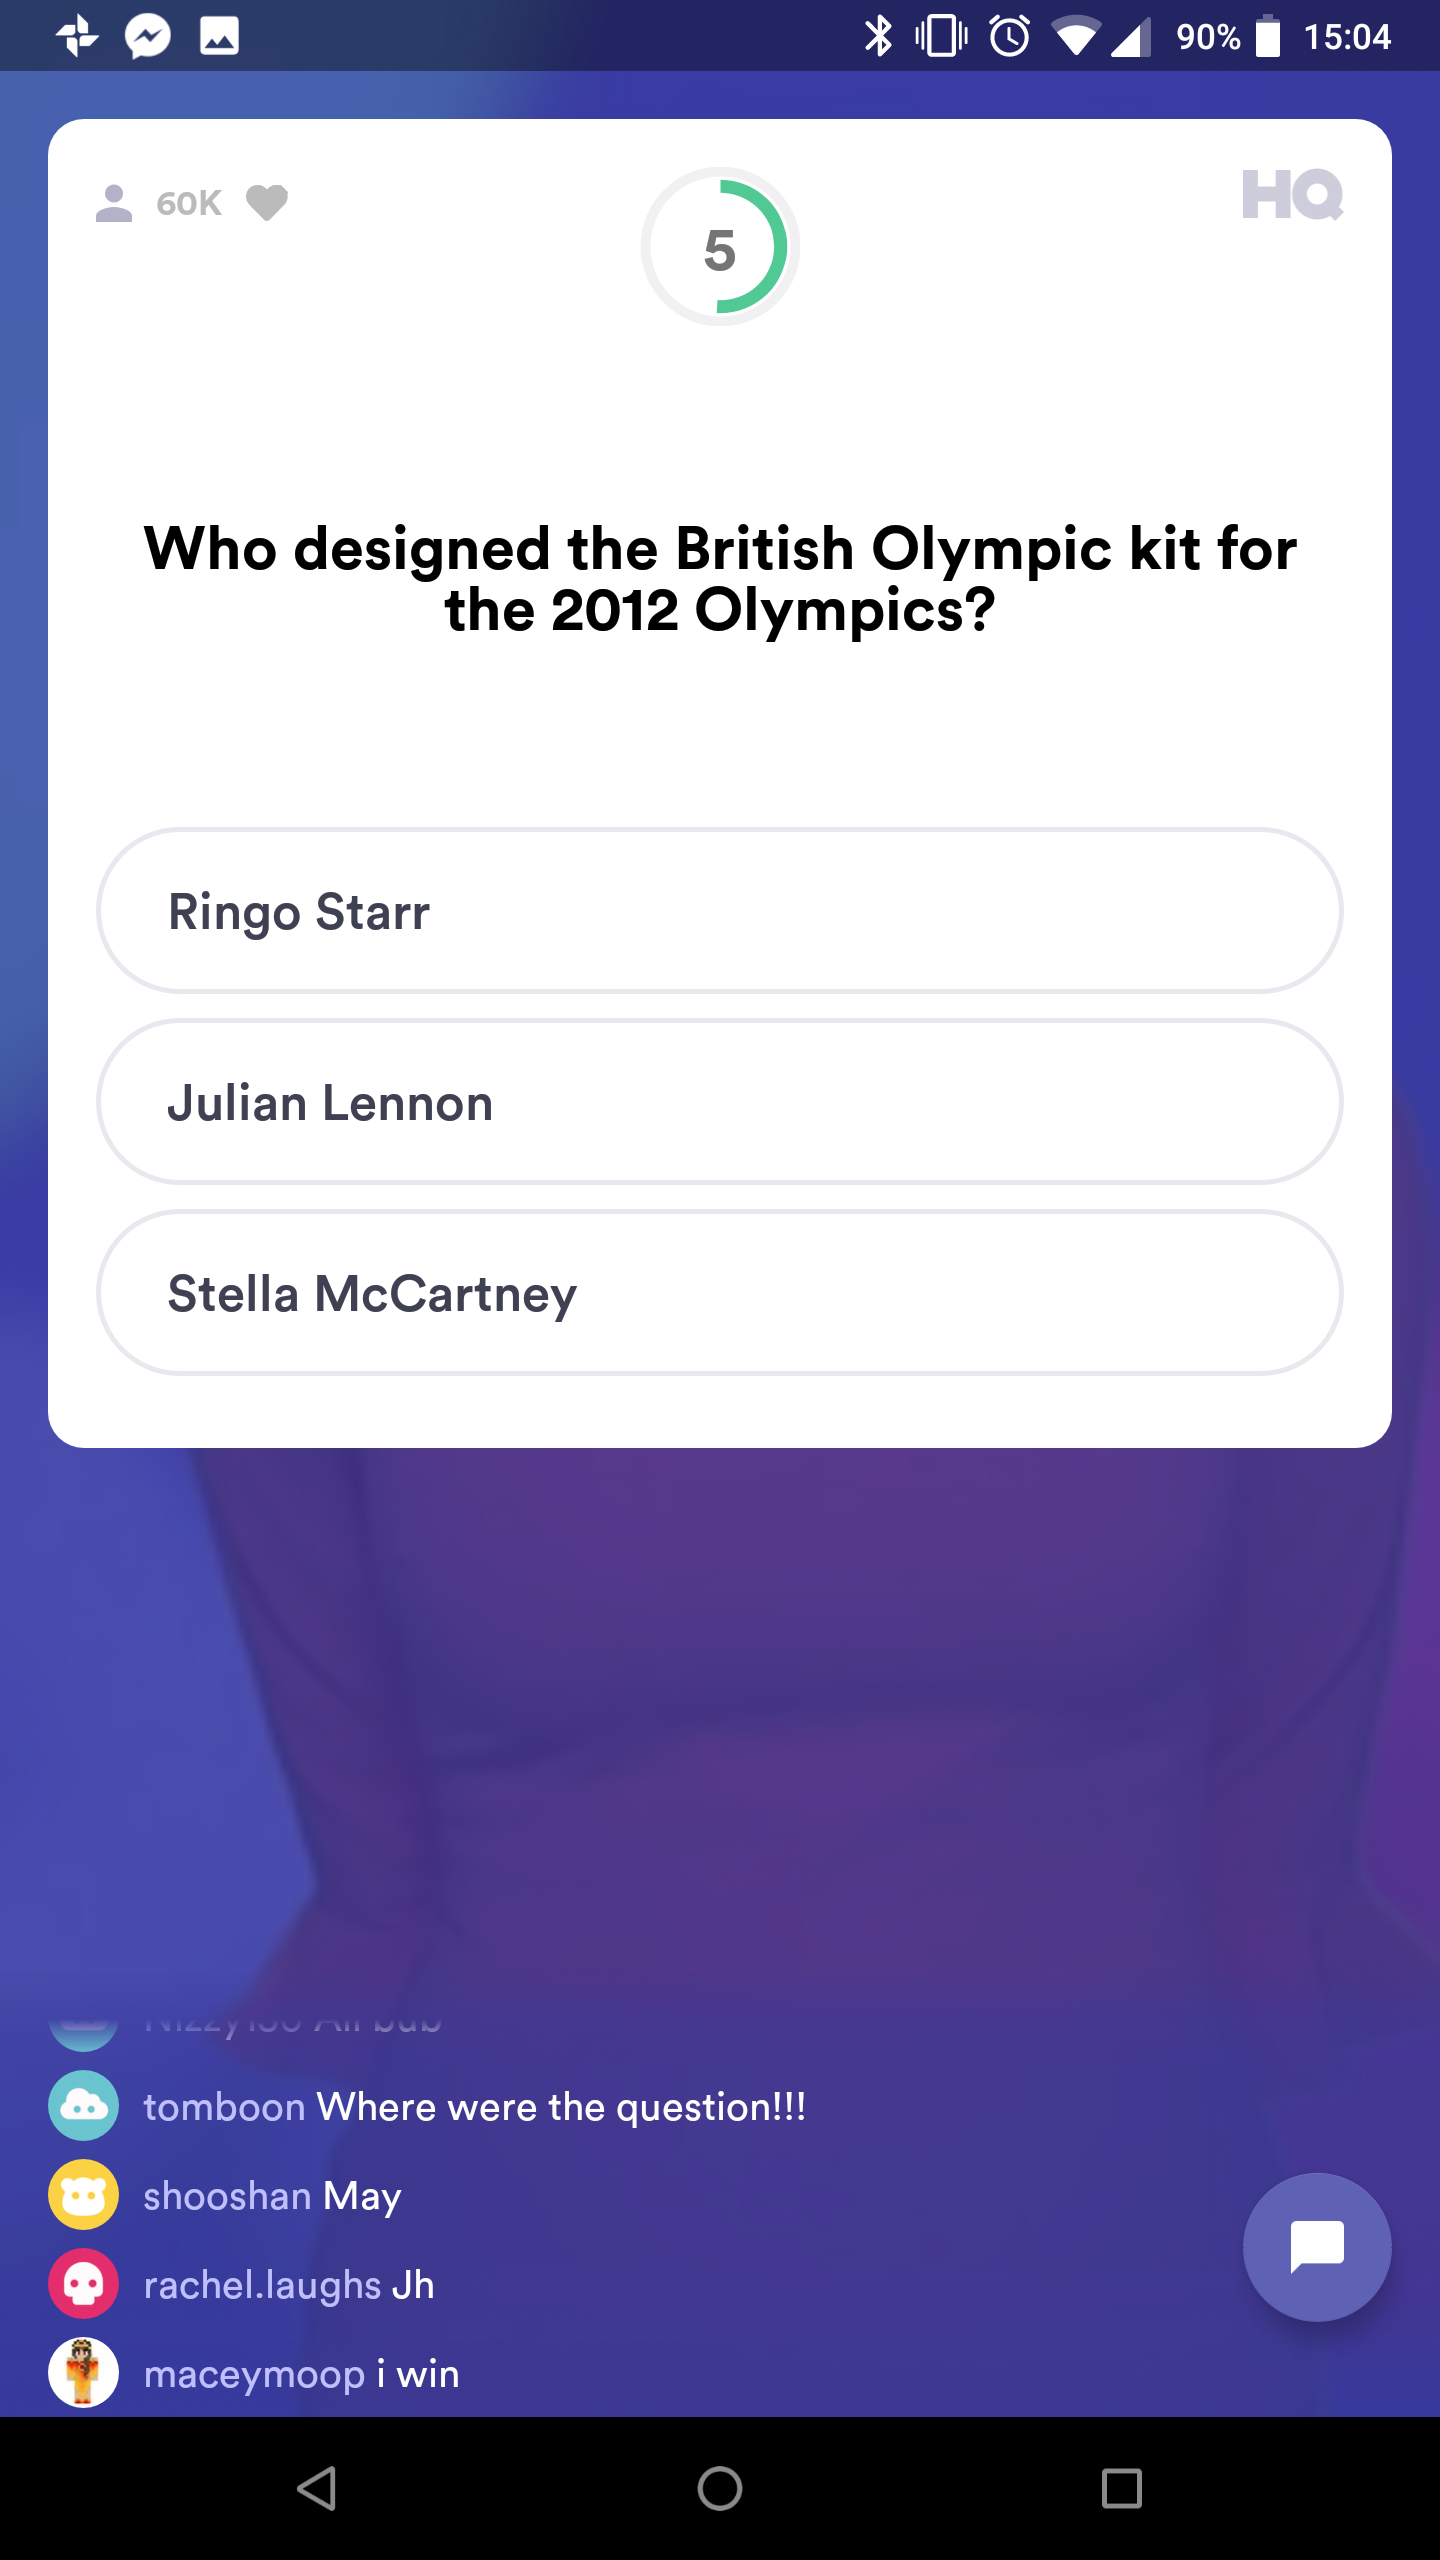 90% 15:04
60K
5
HQ
Who designed the British Olympic kit for
the 2012 Olympics?
Ringo Starr
Julian Lennon
Stella McCartney
tomboon Where were the question!!!
shooshan May
rachel.laughs Jh
maceymoop i win